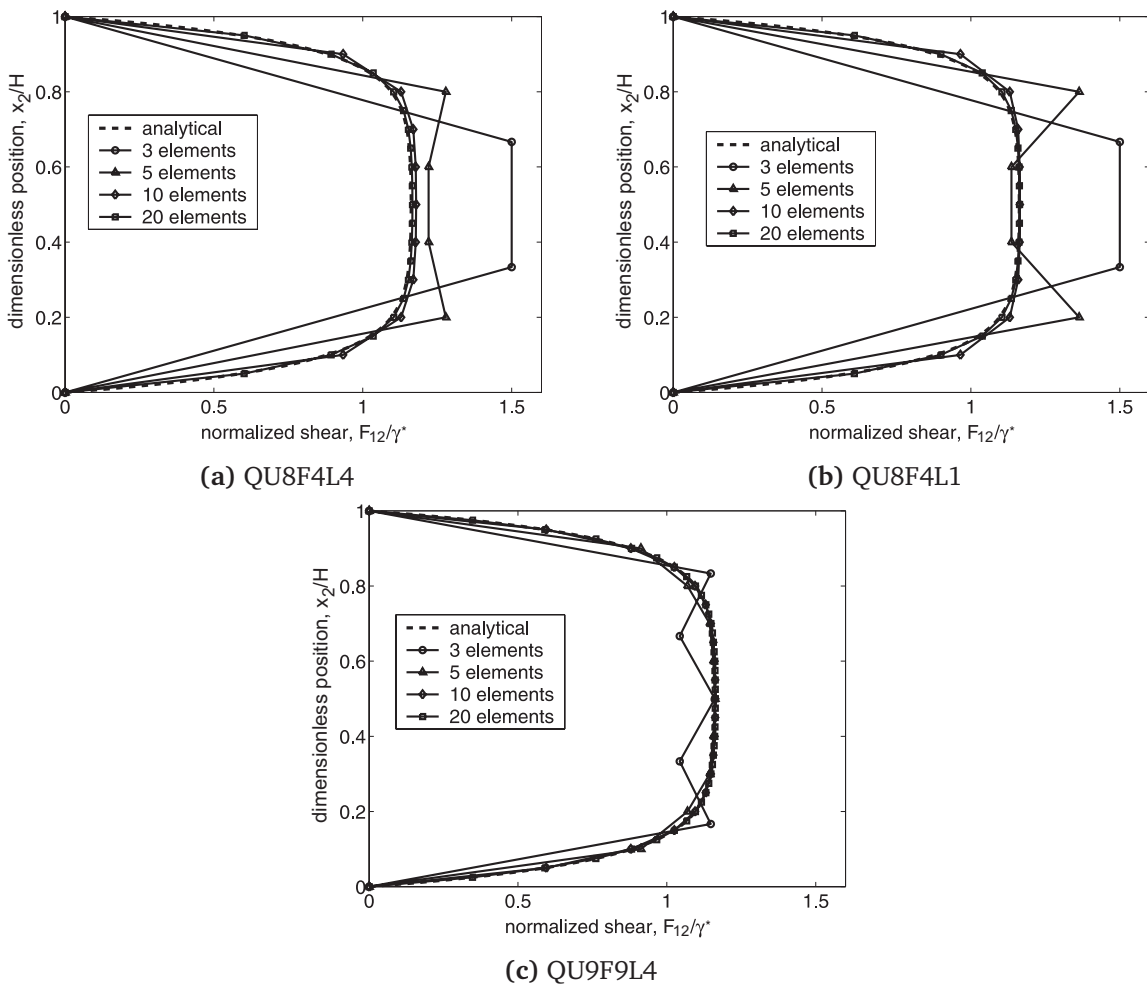 1
0.8
0.6
0.4
0.2
0
0
0.5
1
1.5
dimensionless position, x₂/H
normalized shear, F₁₂/γ*
analytical
3 elements
5 elements
10 elements
20 elements
(a) QU8F4L4
1
0.8
0.6
0.4
0.2
0
0
0.5
1
1.5
dimensionless position, x₂/H
normalized shear, F₁₂/γ*
analytical
3 elements
5 elements
10 elements
20 elements
(b) QU8F4L1
1
0.8
0.6
0.4
0.2
0
0
0.5
1
1.5
dimensionless position, x₂/H
normalized shear, F₁₂/γ*
analytical
3 elements
5 elements
10 elements
20 elements
(c) QU9F9L4